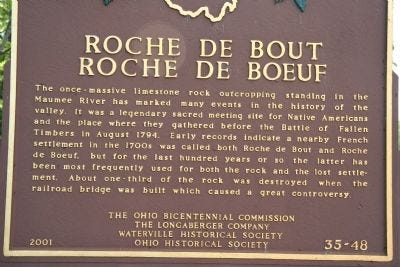 ROCHE DE BOUT
ROCHE DE BOEUF
The once-massive limestone rock outcropping standing in the
Maumee River has marked many events in the history of the
valley. It was a legendary sacred meeting site for Native Americans
and the place where they gathered before the Battle of Fallen
Timbers in August 1794. Early records indicate a nearby French
settlement in the 1700s was called both Roche de Bout and Roche
de Boeuf, but for the last hundred years or so the latter has
been most frequently used for both the rock and the lost settle-
ment. About one-third of the rock was destroyed when the
railroad bridge was built which caused a great controversy.
THE OHIO BICENTENNIAL COMMISSION
THE LONGABERGER COMPANY
WATERVILLE HISTORICAL SOCIETY
2001 OHIO HISTORICAL SOCIETY 35-48